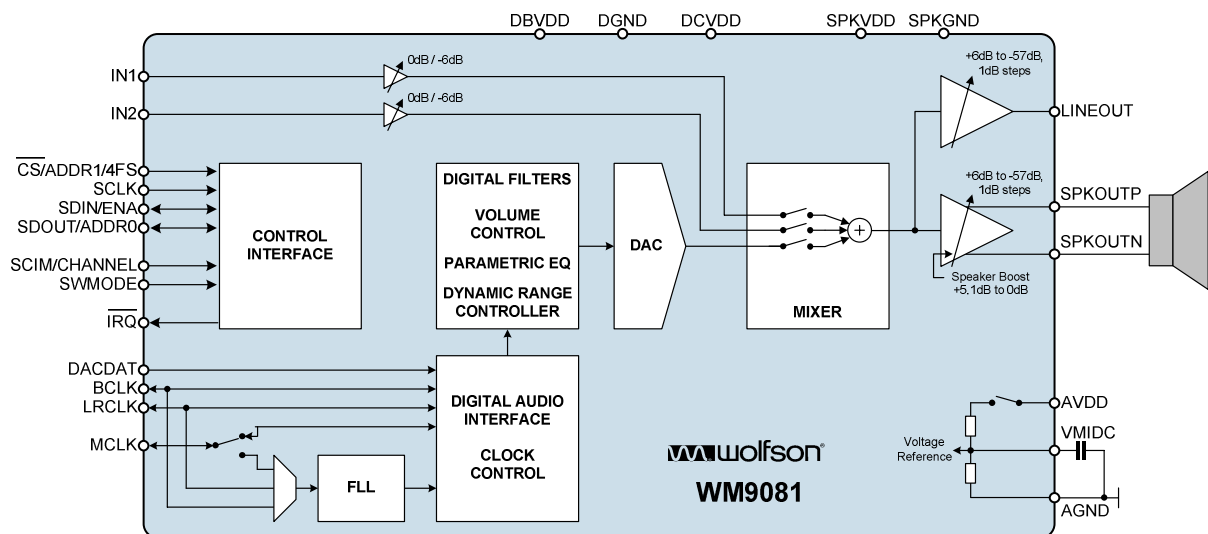 DBVDD
DGND
DCVDD
SPKVDD
SPKGND
IN1
0dB / -6dB
IN2
0dB / -6dB
+6dB to -57dB,
1dB steps
LINEOUT
CS/ADDR1/4FS
SCLK
SDIN/ENA
SDOUT/ADDR0
SCIM/CHANNEL
SWMODE
IRQ
CONTROL
INTERFACE
DIGITAL FILTERS
VOLUME
CONTROL
PARAMETRIC EQ
DYNAMIC RANGE
CONTROLLER
DAC
+
MIXER
+6dB to -57dB,
1dB steps
SPKOUTP
SPKOUTN
Speaker Boost
+5.1dB to 0dB
DACDAT
BCLK
LRCLK
MCLK
DIGITAL AUDIO
INTERFACE
CLOCK
CONTROL
FLL
wolfson®
WM9081
AVDD
Voltage
Reference
VMIDC
AGND